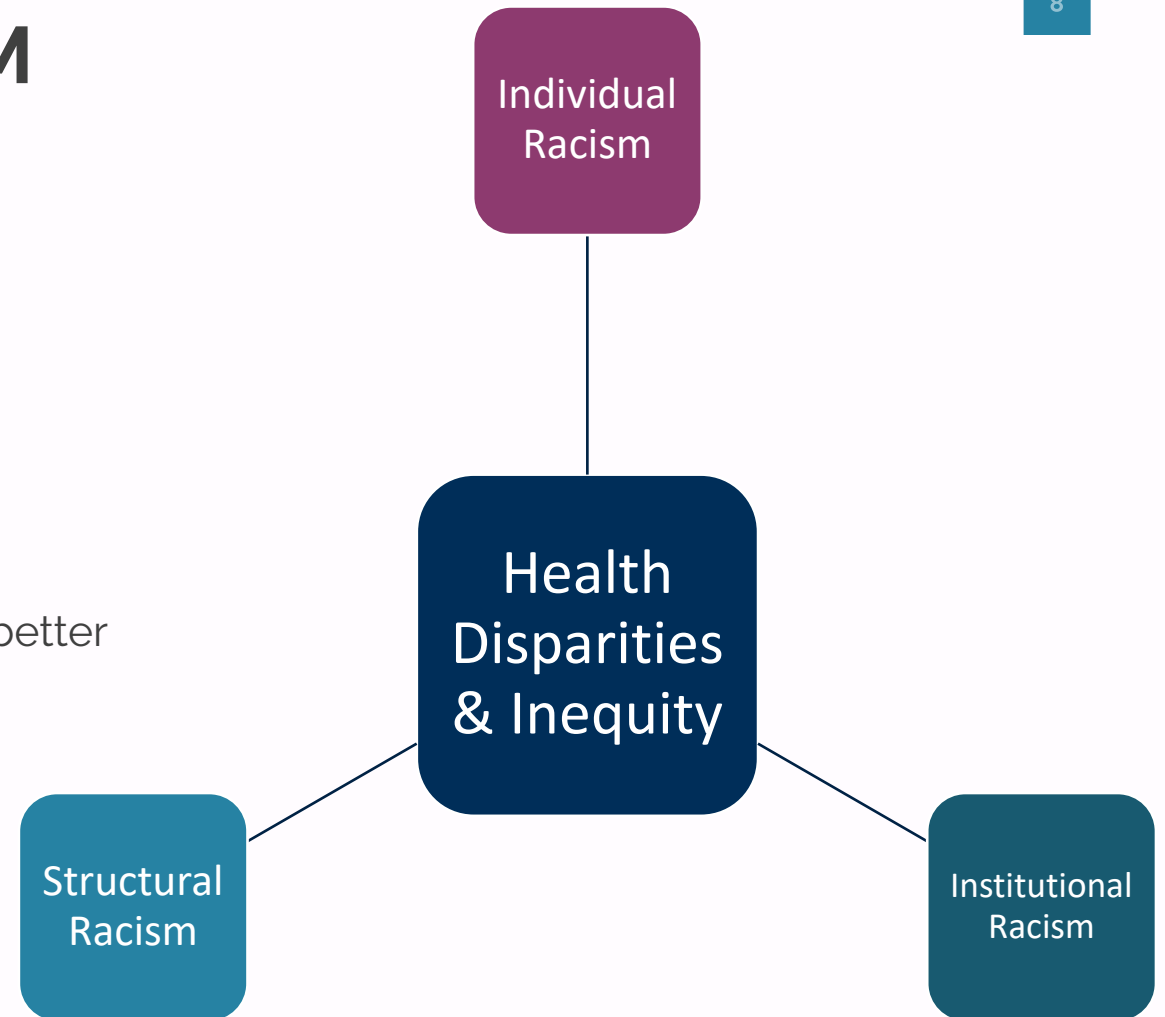 M
8
Individual
Racism
Health
Disparities
& Inequity
better
Structural
Racism
Institutional
Racism